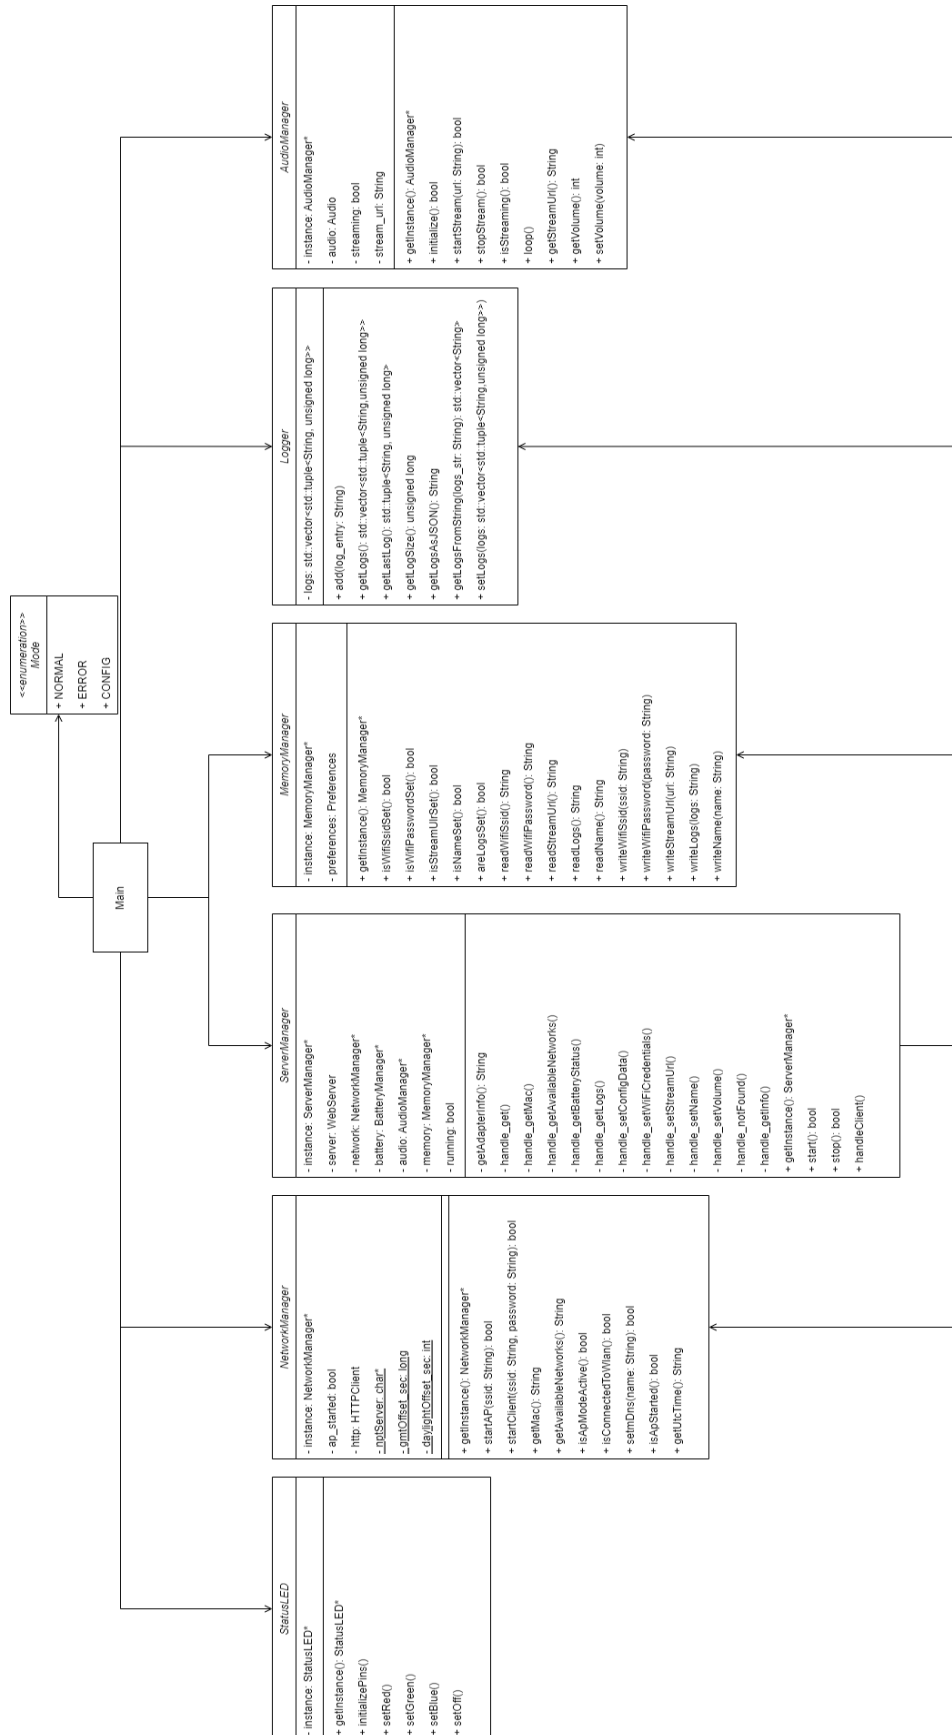 <<enumeration>>
Mode
+ NORMAL
+ ERROR
+ CONFIG
Main
StatusLED
- instance: StatusLED*
+ getInstance(): StatusLED*
+ initializePins()
+ setRed()
+ setGreen()
+ setBlue()
+ setOff()
NetworkManager
- instance: NetworkManager*
- ap_started: bool
- http: HTTPClient
- nptServer: char*
- gmtOffset_sec: long
- daylightOffset_sec: int
+ getInstance(): NetworkManager*
+ startAP(ssid: String): bool
+ startClient(ssid: String, password: String): bool
+ getMac(): String
+ getAvailableNetworks(): String
+ isApModeActive(): bool
+ isConnectedToWlan(): bool
+ setmDns(name: String): bool
+ isApStarted(): bool
+ getUtcTime(): String
ServerManager
- instance: ServerManager*
- server: WebServer
- network: NetworkManager*
- battery: BatteryManager*
- audio: AudioManager*
- memory: MemoryManager*
- running: bool
- getAdapterInfo(): String
- handle_get()
- handle_getMac()
- handle_getAvailableNetworks()
- handle_getBatteryStatus()
- handle_getLogs()
- handle_setConfigData()
- handle_setWiFiCredentials()
- handle_setStreamUrl()
- handle_setName()
- handle_setVolume()
- handle_notFound()
- handle_getInfo()
+ getInstance(): ServerManager*
+ start(): bool
+ stop(): bool
+ handleClient()
MemoryManager
- instance: MemoryManager*
- preferences: Preferences
+ getInstance(): MemoryManager*
+ isWifiSsidSet(): bool
+ isWifiPasswordSet(): bool
+ isStreamUlrSet(): bool
+ isNameSet(): bool
+ areLogsSet(): bool
+ readWifiSsid(): String
+ readWifiPassword(): String
+ readStreamUrl(): String
+ readLogs(): String
+ readName(): String
+ writeWifiSsid(ssid: String)
+ writeWifiPassword(password: String)
+ writeStreamUrl(url: String)
+ writeLogs(logs: String)
+ writeName(name: String)
Logger
- logs: std::vector<std::tuple<String, unsigned long>>
+ add(log_entry: String)
+ getLogs(): std::vector<std::tuple<String,unsigned long>>
+ getLastLog(): std::tuple<String, unsigned long>
+ getLogSize(): unsigned long
+ getLogsAsJSON(): String
+ getLogsFromString(logs_str: String): std::vector<String>
+ setLogs(logs: std::vector<std::tuple<String,unsigned long>>)
AudioManager
- instance: AudioManager*
- audio: Audio
- streaming: bool
- stream_url: String
+ getInstance(): AudioManager*
+ initialize(): bool
+ startStream(url: String): bool
+ stopStream(): bool
+ isStreaming(): bool
+ loop()
+ getStreamUrl(): String
+ getVolume(): int
+ setVolume(volume: int)